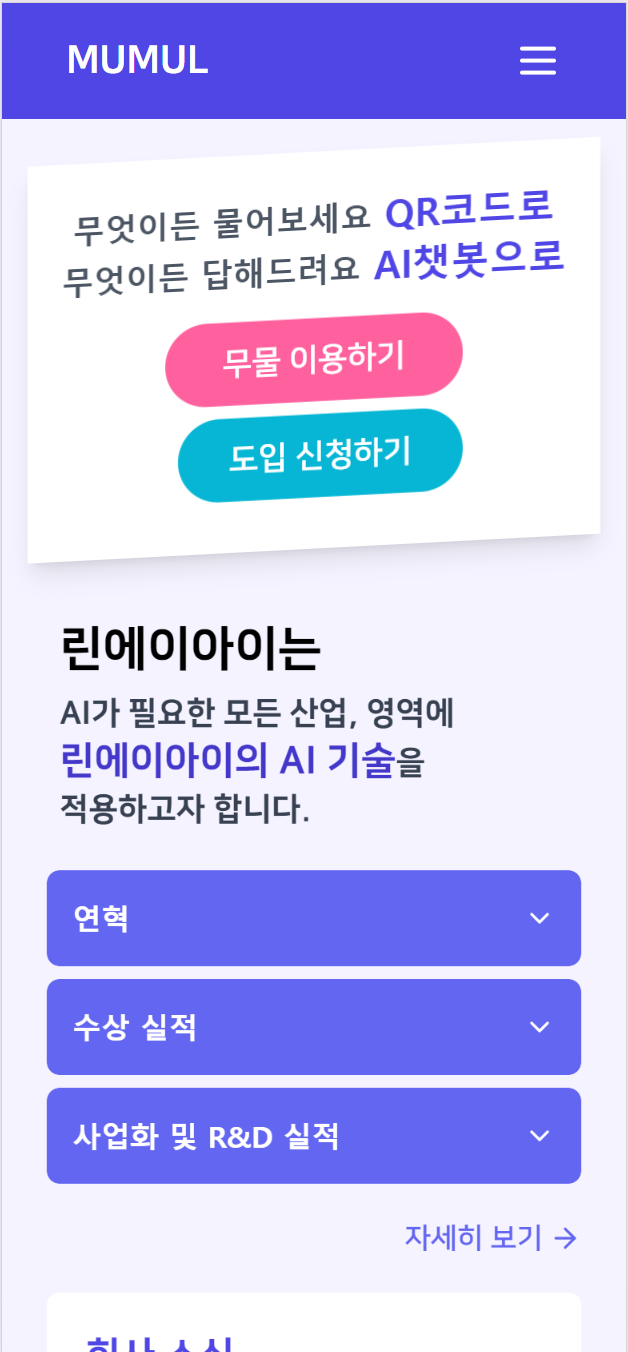 MUMUL
무엇이든 물어보세요 QR코드로
무엇이든 답해드려요 AI챗봇으로
무물 이용하기
도입 신청하기
린에이아이는
AI가 필요한 모든 산업, 영역에
린에이아이의 AI 기술을
적용하고자 합니다.
연혁
수상 실적
사업화 및 R&D 실적
자세히 보기 →
회사 소식